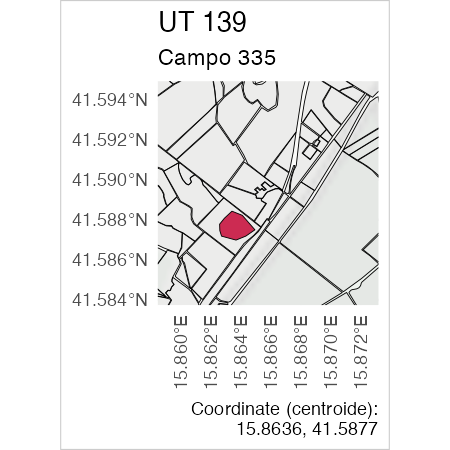 UT 139
Campo 335
41.594°N
41.592°N
41.590°N
41.588°N
41.586°N
41.584°N
15.860°E
15.862°E
15.864°E
15.866°E
15.868°E
15.870°E
15.872°E
Coordinate (centroide):
15.8636, 41.5877